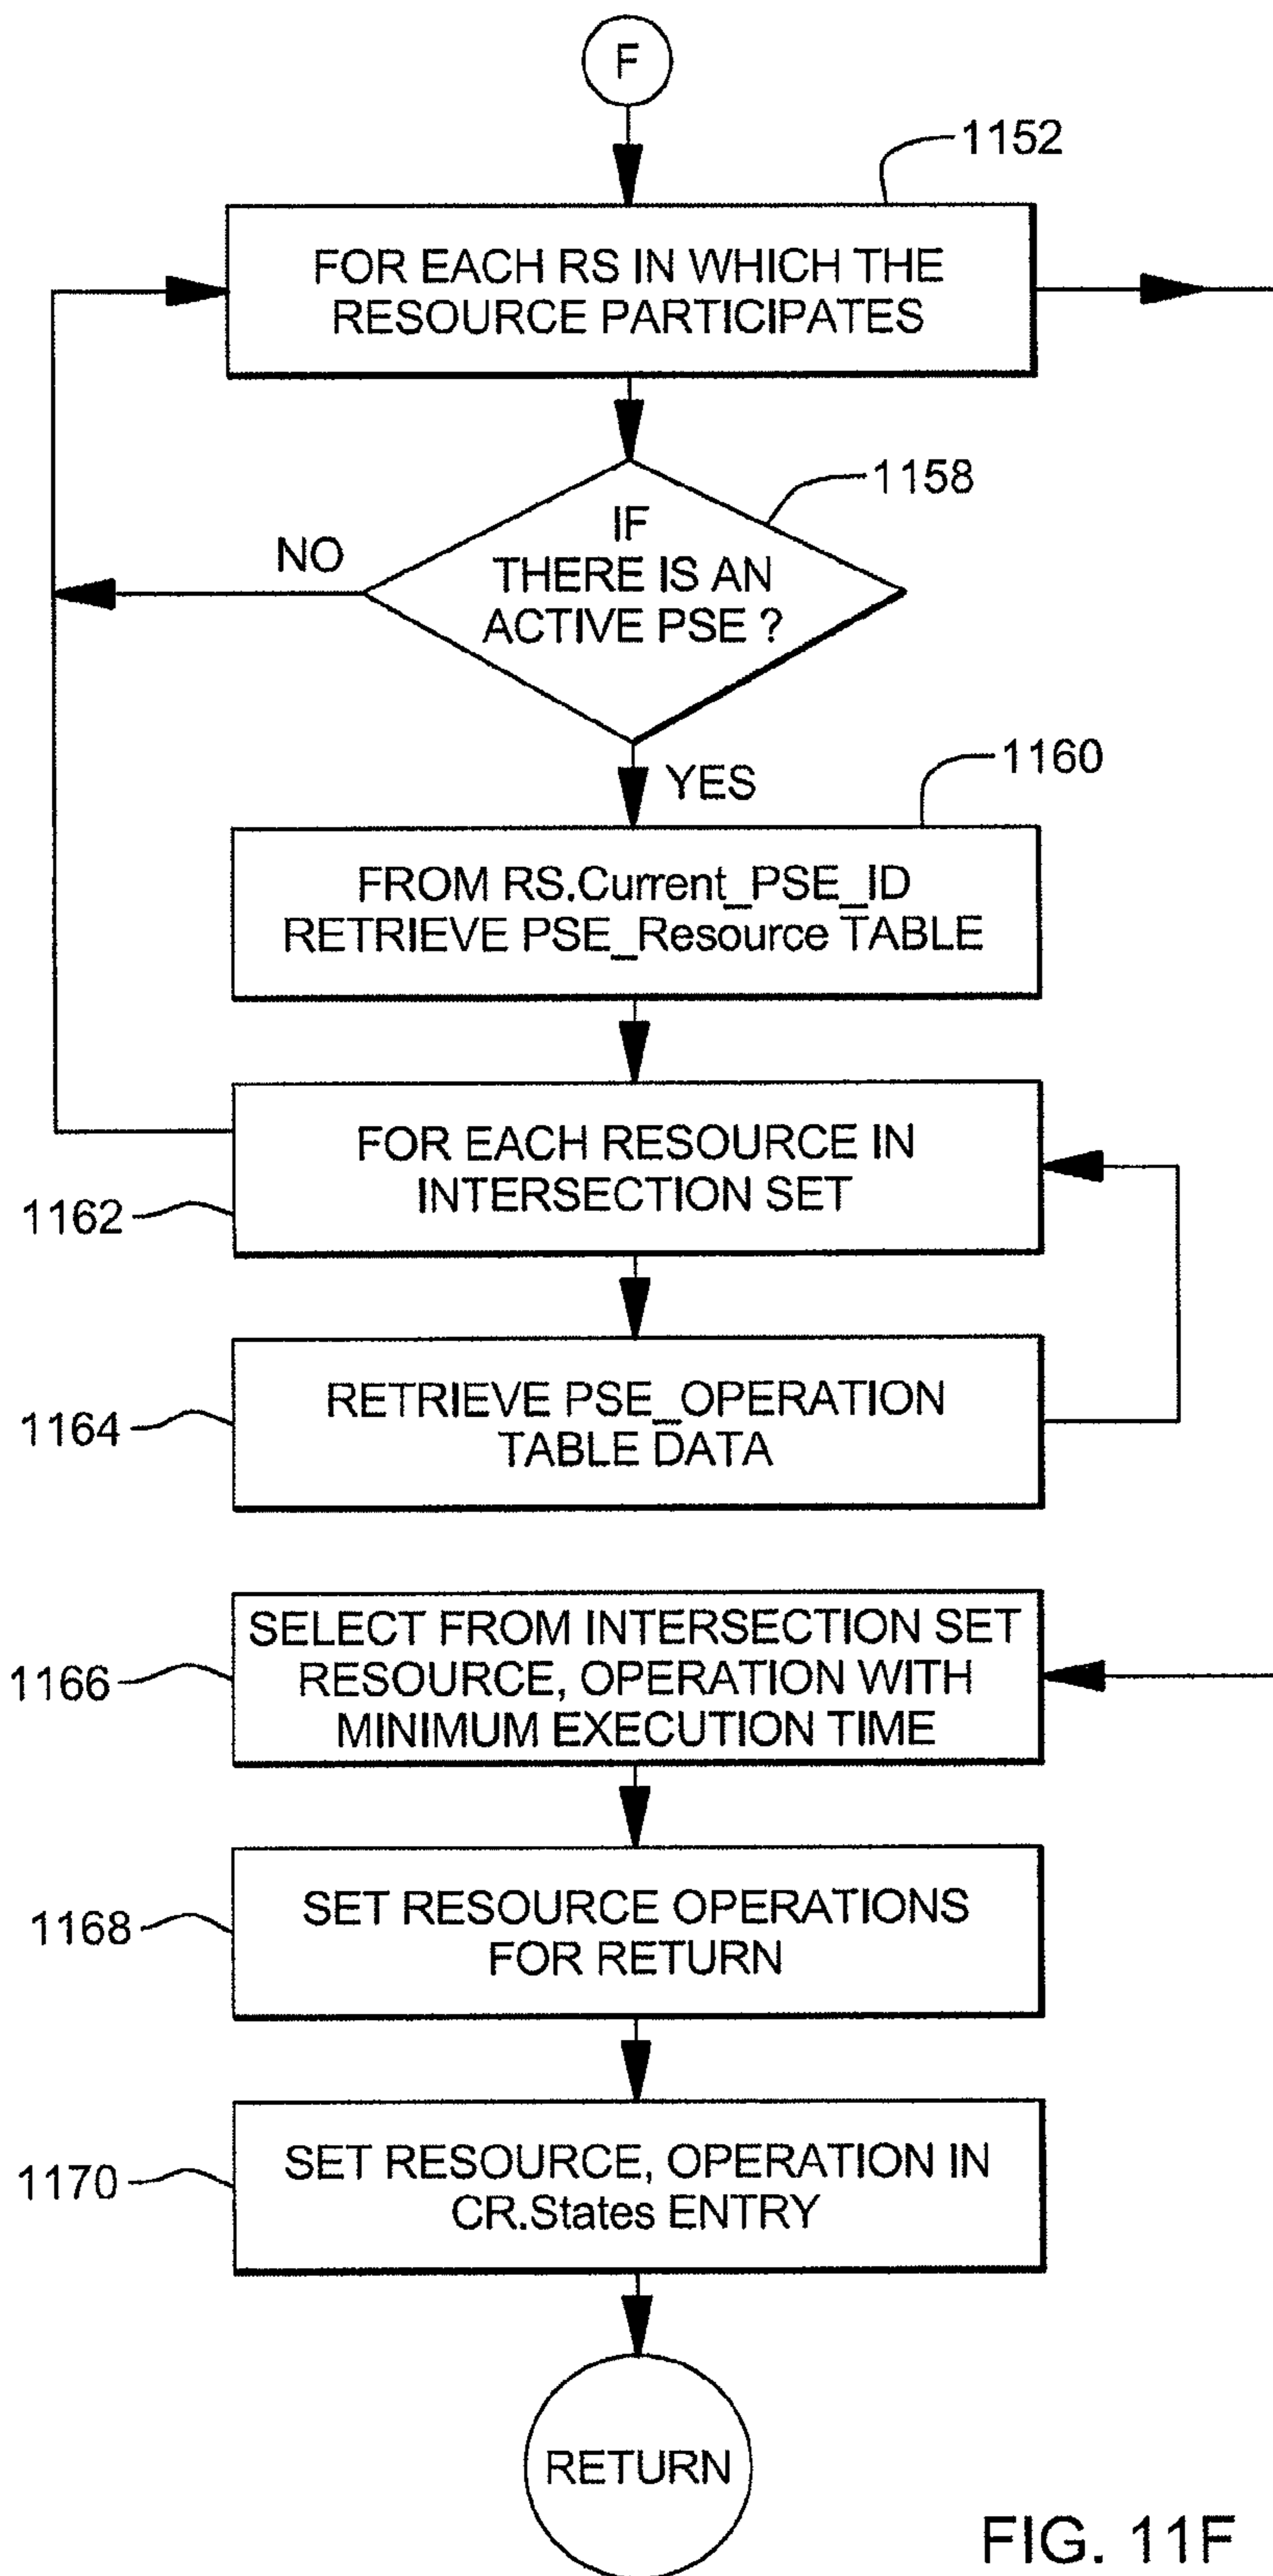 F
1152
FOR EACH RS IN WHICH THE
RESOURCE PARTICIPATES
1158
IF
THERE IS AN
ACTIVE PSE ?
NO
YES
1160
FROM RS.Current_PSE_ID
RETRIEVE PSE_Resource TABLE
FOR EACH RESOURCE IN
INTERSECTION SET
1162
RETRIEVE PSE_OPERATION
TABLE DATA
1164
SELECT FROM INTERSECTION SET
RESOURCE, OPERATION WITH
MINIMUM EXECUTION TIME
1166
SET RESOURCE OPERATIONS
FOR RETURN
1168
SET RESOURCE, OPERATION IN
CR.States ENTRY
1170
RETURN
FIG. 11F